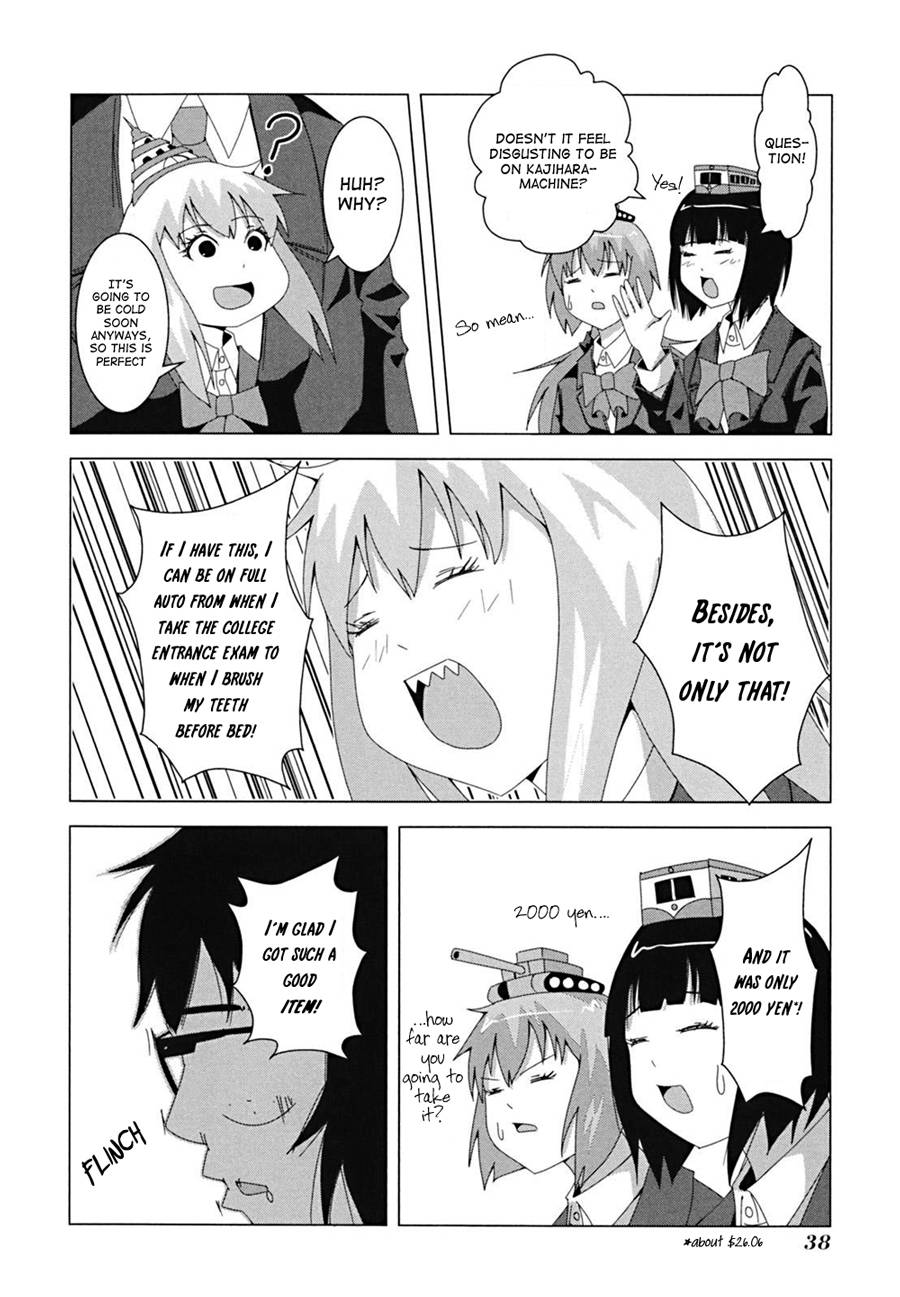 QUES-
TION!
Yes!
DOESN'T IT FEEL
DISGUSTING TO BE
ON KAJIHARA-
MACHINE?
So mean...
?
HUH?
WHY?
IT'S
GOING TO
BE COLD
SOON
ANYWAYS,
SO THIS IS
PERFECT
BESIDES,
IT'S NOT
ONLY THAT!
IF I HAVE THIS, I
CAN BE ON FULL
AUTO FROM WHEN I
TAKE THE COLLEGE
ENTRANCE EXAM TO
WHEN I BRUSH
MY TEETH
BEFORE BED!
AND IT
WAS ONLY
2000 YEN*!
2000 yen....
...how
far are
you
going to
take
it?
I'M GLAD I
GOT SUCH A
GOOD
ITEM!
FLINCH
*about $26.06
38